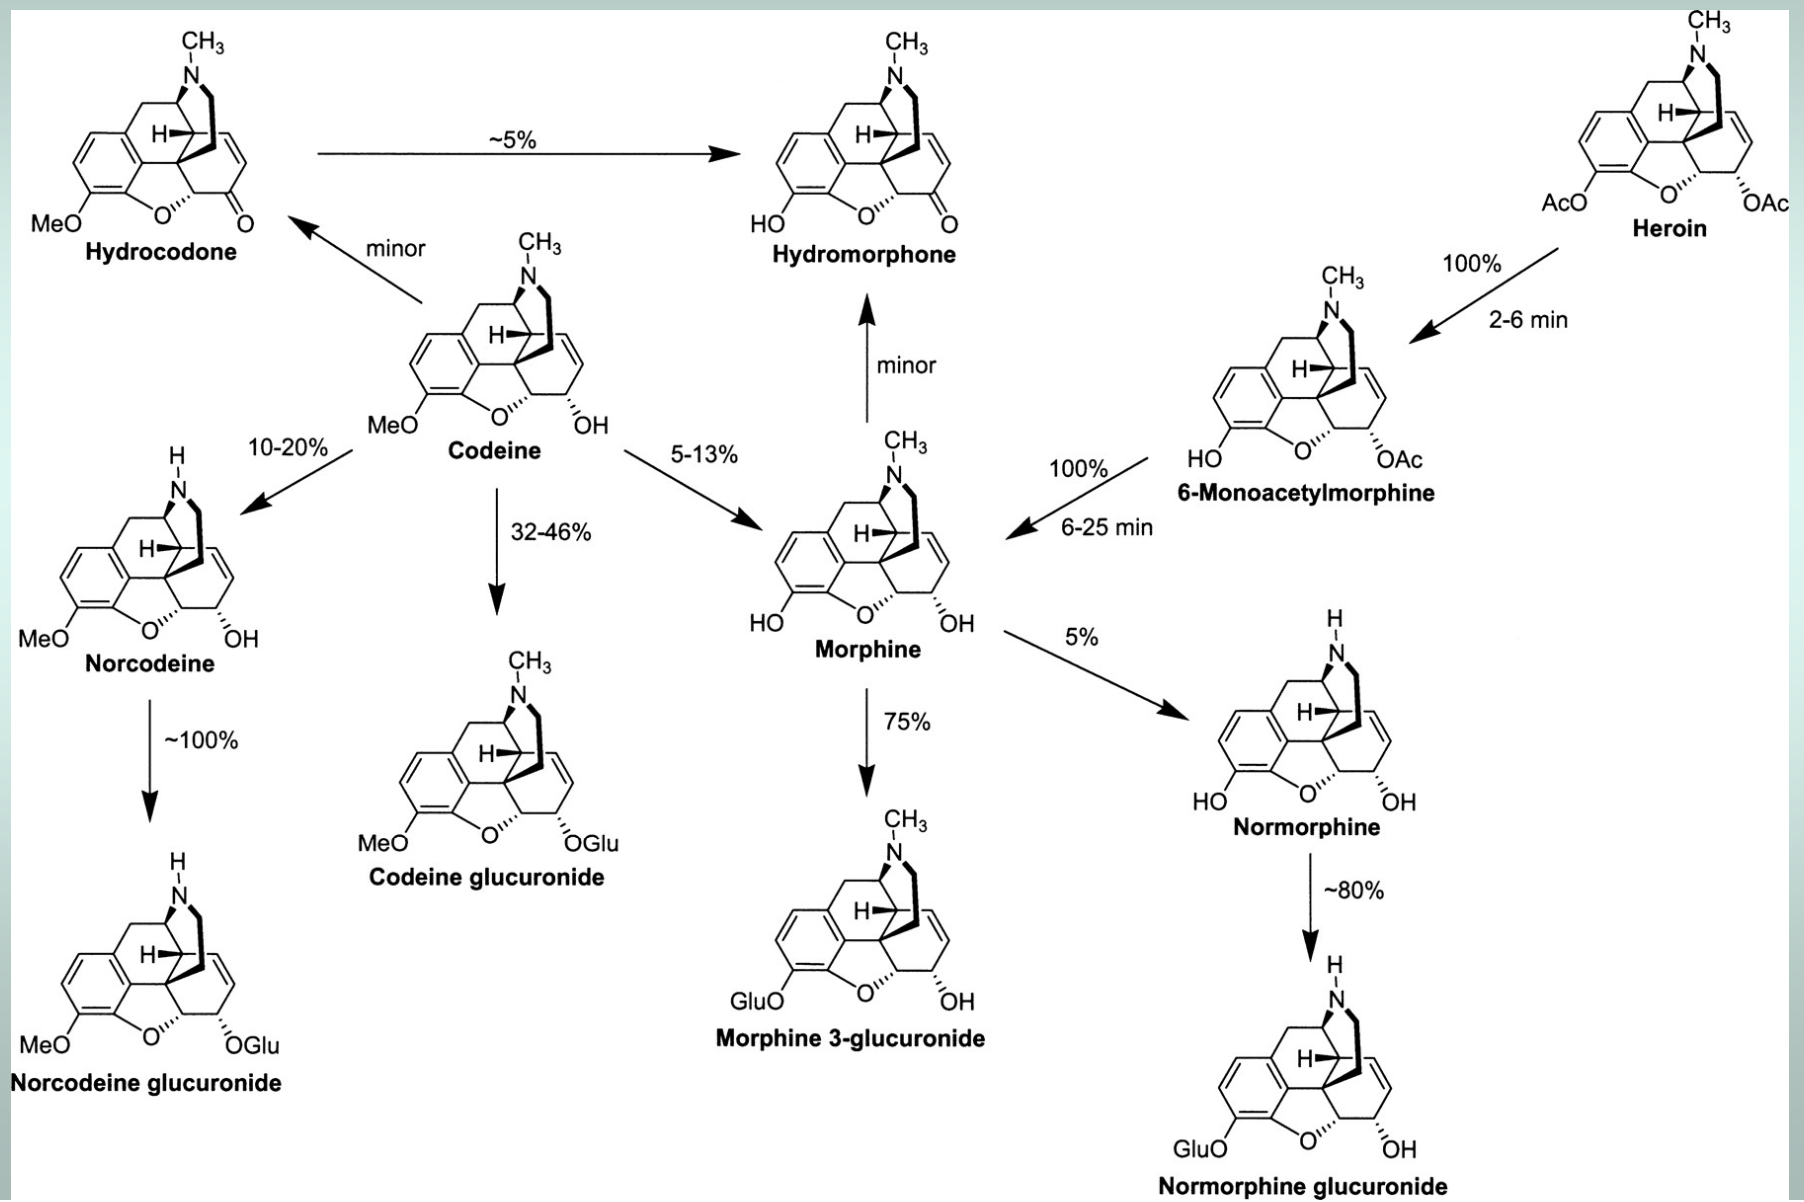 CH₃
N
H
MeO
O
O
Hydrocodone
~5%
CH₃
N
H
HO
O
O
Hydromorphone
CH₃
N
H
AcO
O
OAc
Heroin
minor
CH₃
N
H
MeO
O
OH
Codeine
minor
100%
2-6 min
CH₃
N
H
HO
O
OAc
6-Monoacetylmorphine
10-20%
32-46%
5-13%
100%
6-25 min
H
N
H
MeO
O
OH
Norcodeine
CH₃
N
H
HO
O
OH
Morphine
~100%
CH₃
N
H
MeO
O
OGlu
Codeine glucuronide
75%
5%
H
N
H
HO
O
OH
Normorphine
H
N
H
MeO
O
OGlu
Norcodeine glucuronide
CH₃
N
H
GluO
O
OH
Morphine 3-glucuronide
~80%
H
N
H
GluO
O
OH
Normorphine glucuronide